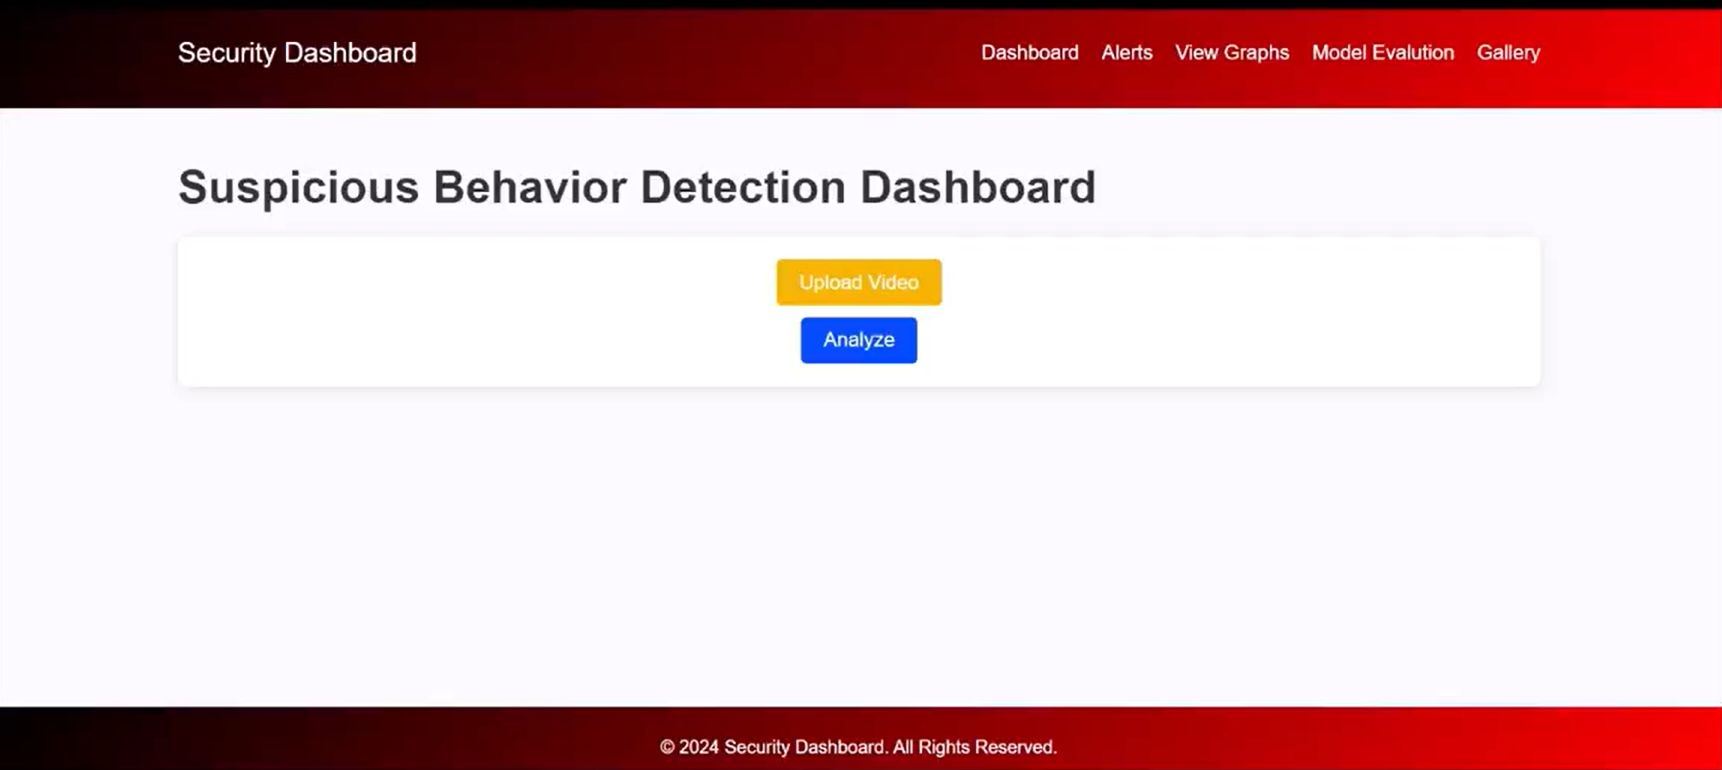 Security Dashboard
Dashboard Alerts View Graphs Model Evalution Gallery
Suspicious Behavior Detection Dashboard
Upload Video
Analyze
© 2024 Security Dashboard. All Rights Reserved.